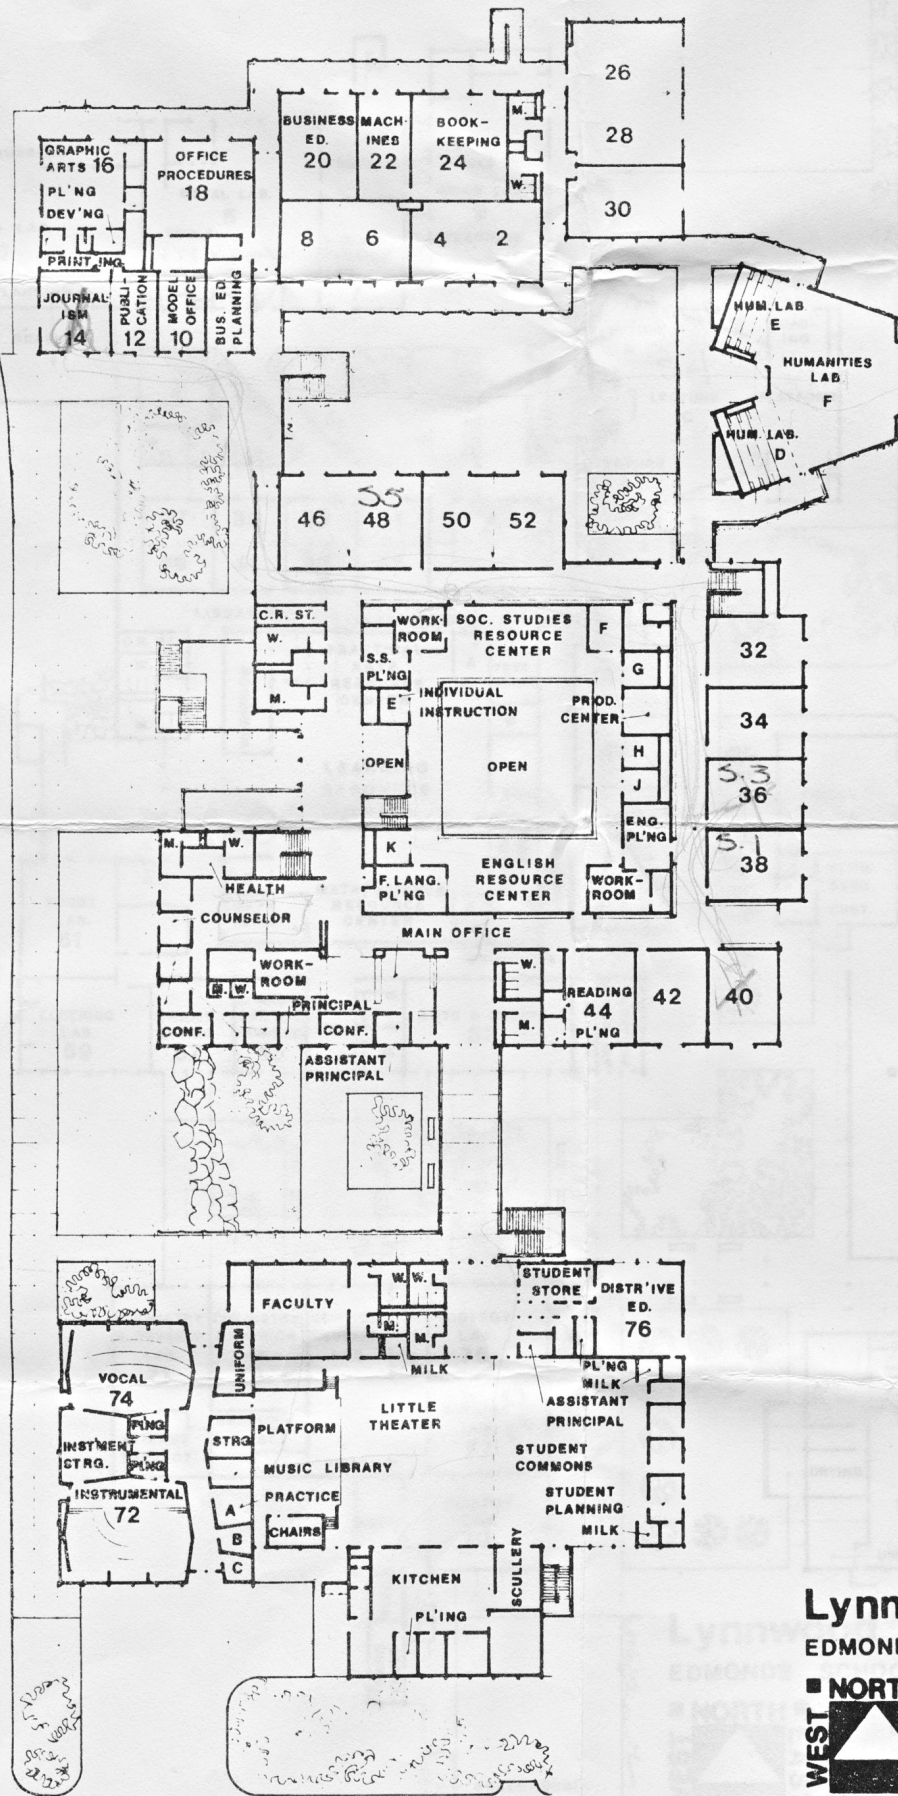 26
28
30
BUSINESS
ED.
20
MACH-
INES
22
BOOK-
KEEPING
24
M.
W.
GRAPHIC
ARTS 16
PL'NG
DEV'NG
OFFICE
PROCEDURES
18
8
6
4
2
PRINT ING
JOURNAL
ISM
14
PUBLI-
CATION
12
MODEL
OFFICE
10
BUS. ED.
PLANNING
HUM. LAB
E
HUMANITIES
LAB
F
HUM. LAB.
D
46
S5
48
50
52
C.R. ST.
W.
M.
WORK-
ROOM
SOC. STUDIES
RESOURCE
CENTER
F
S.S.
PL'NG
G
E
INDIVIDUAL
INSTRUCTION
PROD.
CENTER
32
34
OPEN
OPEN
H
J
S.3
36
ENG.
PL'NG
S.1
38
K
F. LANG.
PL'NG
ENGLISH
RESOURCE
CENTER
WORK-
ROOM
M.
W.
HEALTH
COUNSELOR
MAIN OFFICE
WORK-
ROOM
M.
W.
PRINCIPAL
CONF.
CONF.
W.
M.
READING
44
PL'NG
42
40
ASSISTANT
PRINCIPAL
FACULTY
W.
W.
M.
M.
MILK
STUDENT
STORE
DISTR'IVE
ED.
76
UNIFORM
VOCAL
74
PL'NG
MILK
ASSISTANT
PRINCIPAL
LITTLE
THEATER
PLATFORM
STRG
PLNG
PLNG
INST'MENT
STRG.
MUSIC LIBRARY
STUDENT
COMMONS
INSTRUMENTAL
72
A
PRACTICE
B
C
CHAIRS
STUDENT
PLANNING
MILK
KITCHEN
SCULLERY
PL'ING
Lynn
EDMON
NORT
WEST